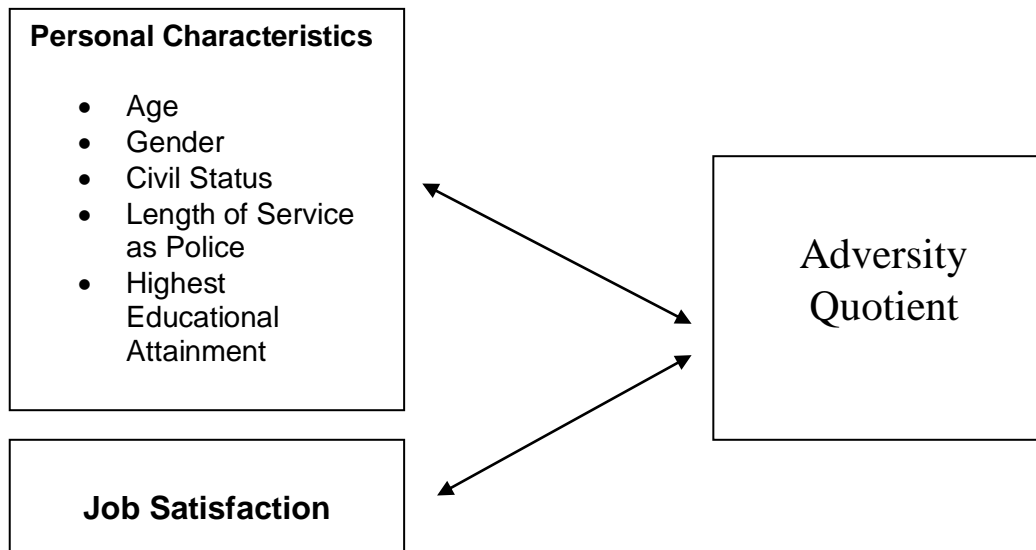 Personal Characteristics
• Age
• Gender
• Civil Status
• Length of Service
as Police
• Highest
Educational
Attainment
Adversity
Quotient
Job Satisfaction